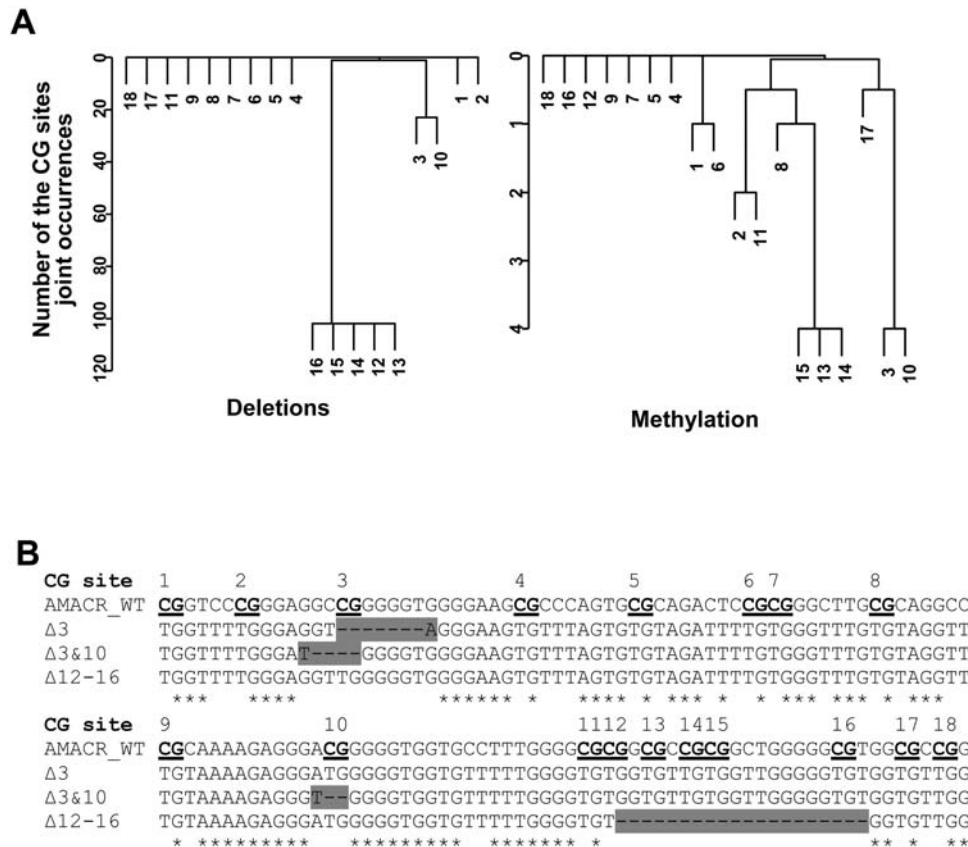 A
Number of the CG sites
joint occurrences
0
20
40
60
80
100
120
18 17 11 9 8 7 6 5 4 1 2
3 10
16 15 14 12 13
Deletions
0
1
2
3
4
18 16 12 9 7 5 4
17
1 6 8
2 11
15 13 14 3 10
Methylation
B
CG site 1 2 3 4 5 6 7 8
AMACR_WT CGGTCCCGGGAGGCCGGGGGTGGGGAAGCGCCCAGTGCGCAGACTCCGCGGGCTTGCGCAGGCC
Δ3 TGGTTTTGGGAGGT-------AGGGAAGTGTTTAGTGTGTAGATTTTGTGGGTTTGTGTAGGTT
Δ3&10 TGGTTTTGGGAT----GGGGTGGGGAAGTGTTTAGTGTGTAGATTTTGTGGGTTTGTGTAGGTT
Δ12-16 TGGTTTTGGGAGGTTGGGGGTGGGGAAGTGTTTAGTGTGTAGATTTTGTGGGTTTGTGTAGGTT
*** **** ****** * **** * ** * * *** *** * ***
CG site 9 10 11 12 13 14 15 16 17 18
AMACR_WT CGCAAAAGAGGGACGGGGGTGGTGCCTTTGGGGCGCGGCGCCGCGGCTGGGGGCGTGGCGCCGG
Δ3 TGTAAAAGAGGGATGGGGGTGGTGTTTTTGGGGTGTGGTGTTGTGGTTGGGGGTGTGGTGTTGG
Δ3&10 TGTAAAAGAGGGT--GGGGTGGTGTTTTTGGGGTGTGGTGTTGTGGTTGGGGGTGTGGTGTTGG
Δ12-16 TGTAAAAGAGGGATGGGGGTGGTGTTTTTGGGGTGT--------------------GGTGTTGG
* ********* *********** ******* * ** * **